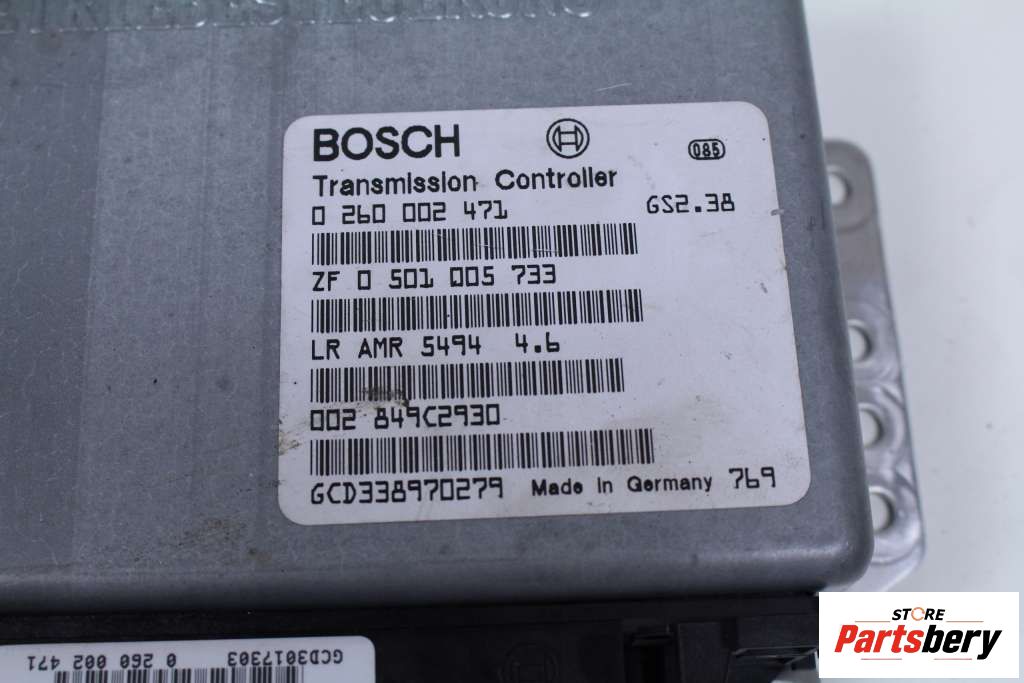 BOSCH
085
Transmission Controller
0 260 002 471 GS2.38
ZF 0 501 005 733
LR AMR 5494 4.6
002 849C2930
GCD338970279 Made in Germany 769
GCD3017303 0 260 002 471
STORE
Partsbery